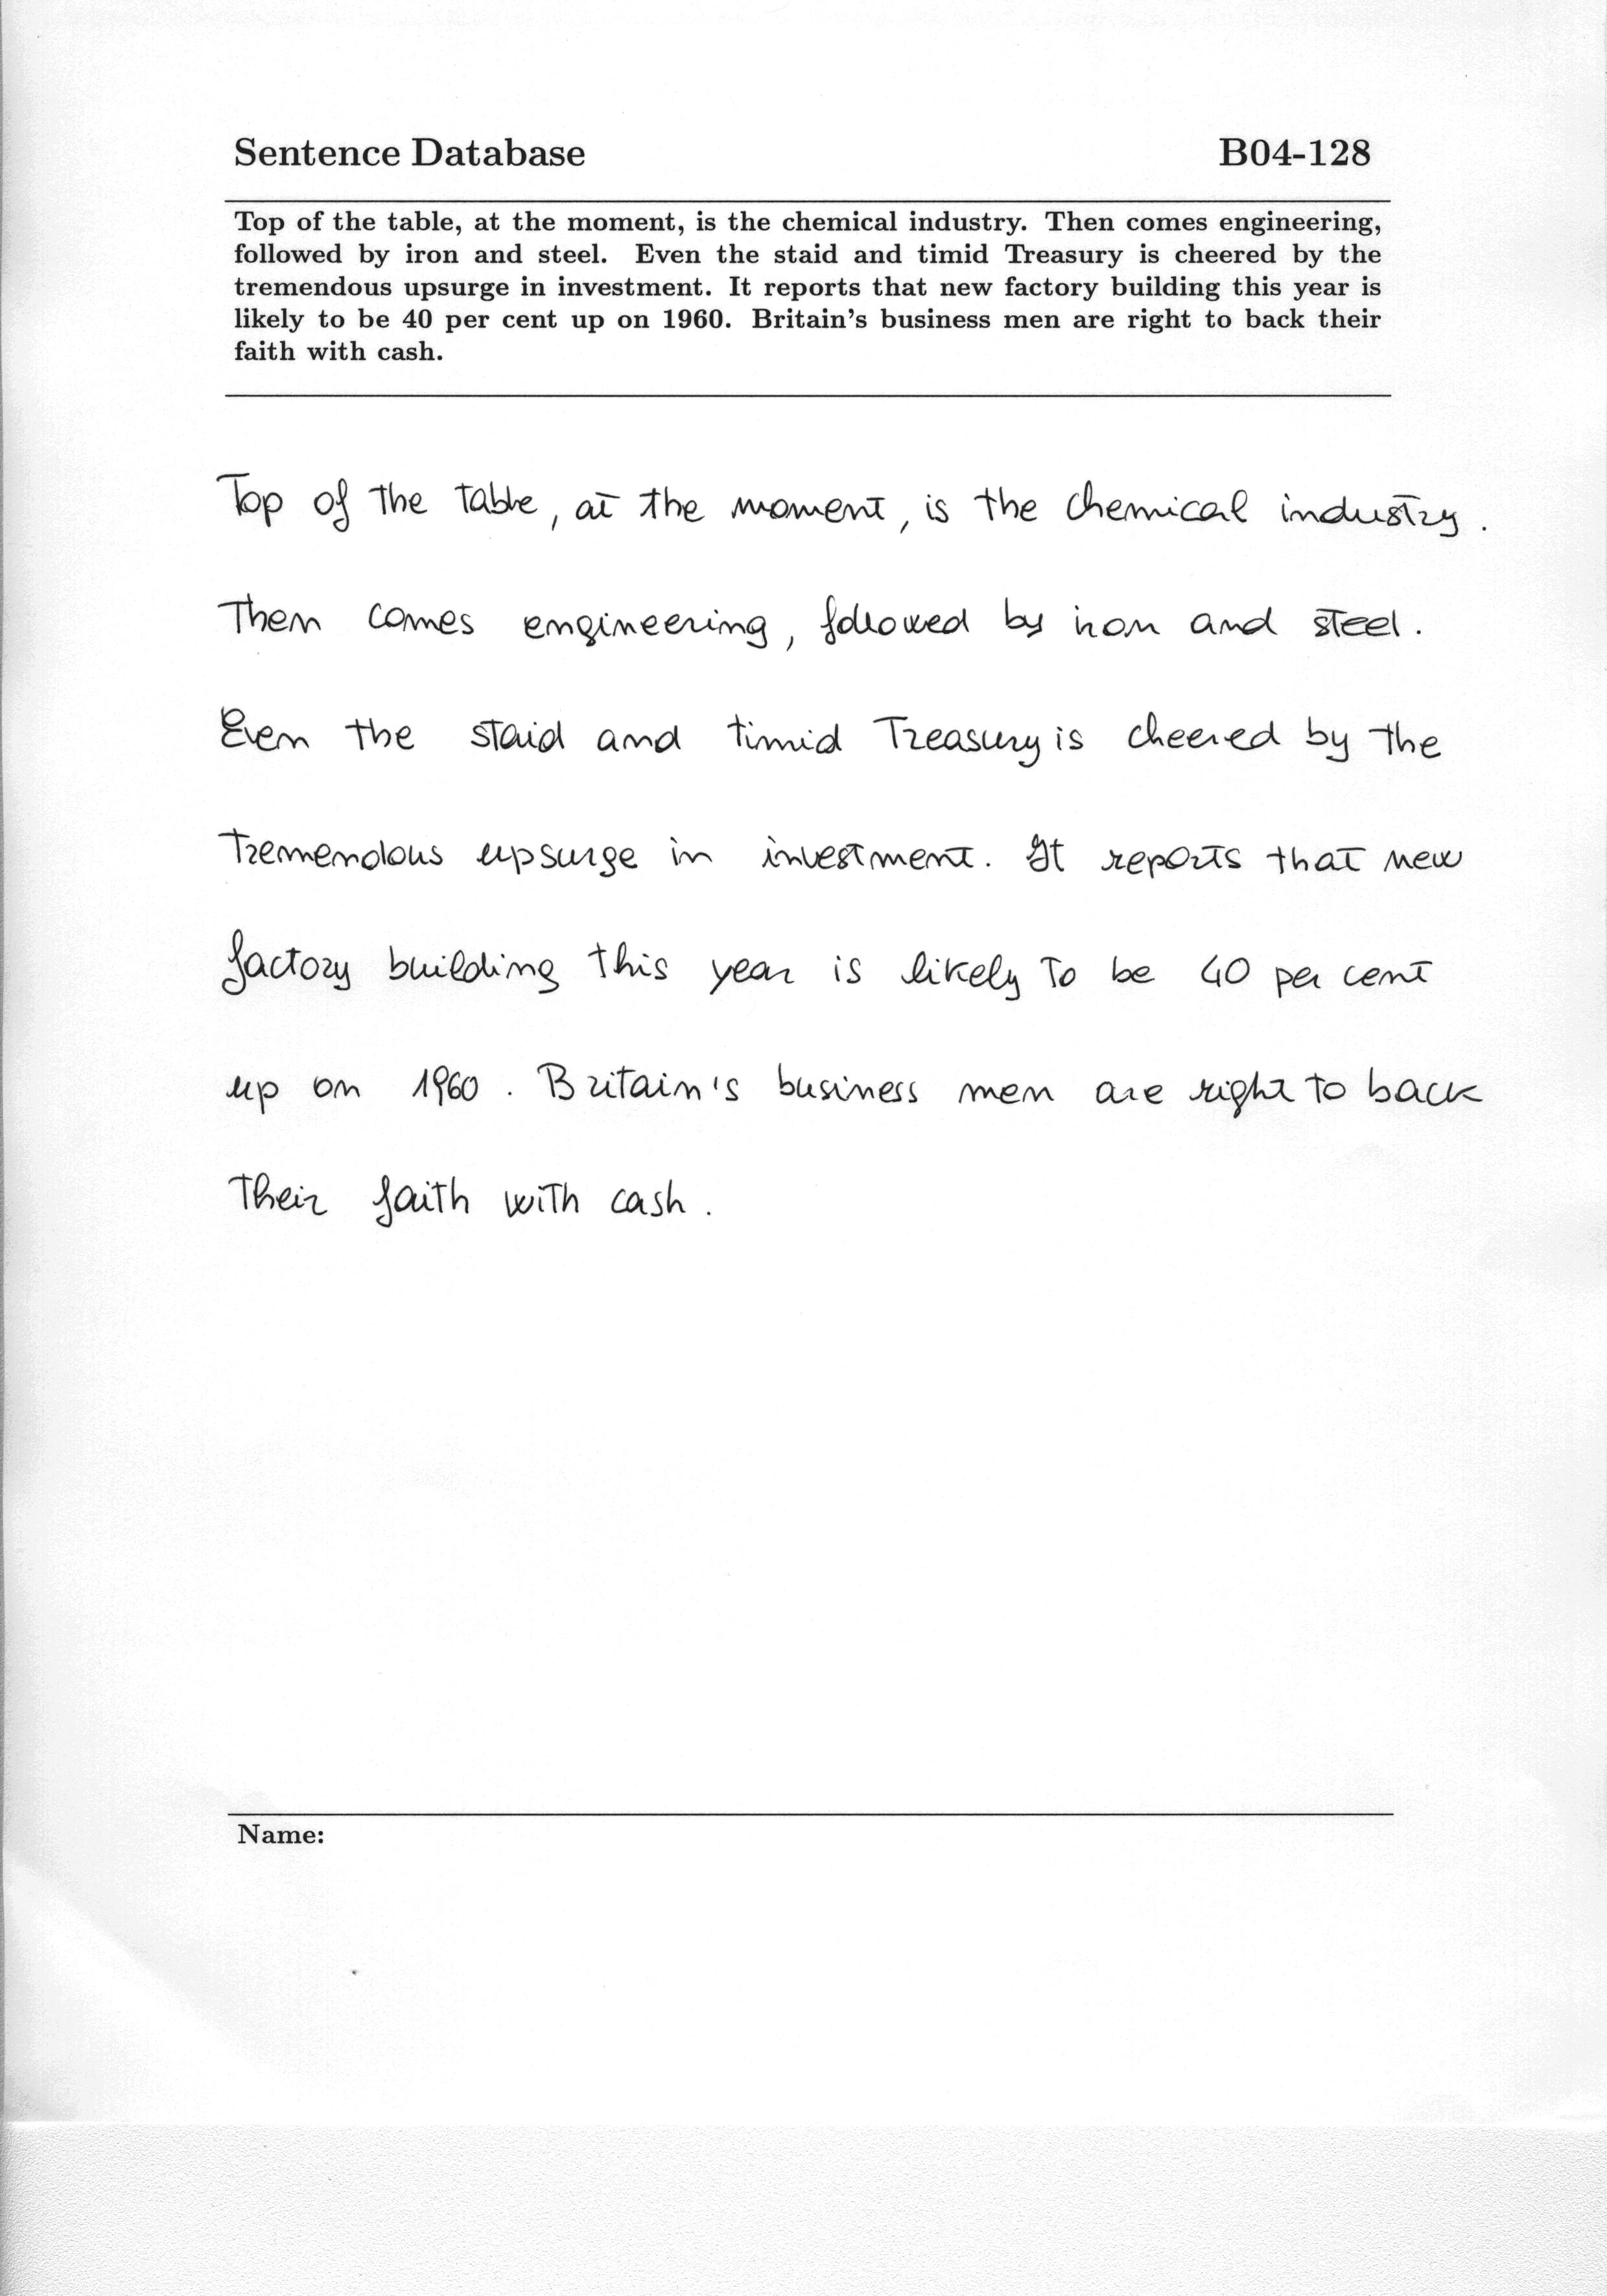 Sentence Database B04-128
Top of the table, at the moment, is the chemical industry. Then comes engineering,
followed by iron and steel. Even the staid and timid Treasury is cheered by the
tremendous upsurge in investment. It reports that new factory building this year is
likely to be 40 per cent up on 1960. Britain's business men are right to back their
faith with cash.
Top of the table, at the moment, is the chemical industry.
Then comes engineering, followed by iron and steel.
Even the staid and timid Treasury is cheered by the
tremendous upsurge in investment. It reports that new
factory building this year is likely to be 40 per cent
up on 1960. Britain's business men are right to back
their faith with cash.
Name: